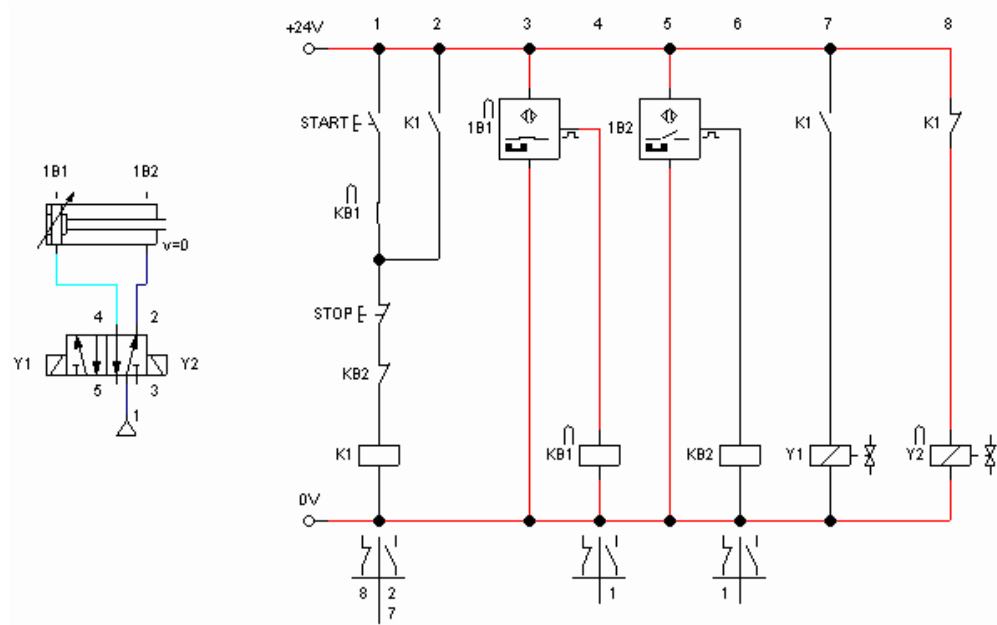 1 2 3 4 5 6 7 8
+24V
START K1 1B1 1B2 K1 K1
1B1 1B2
KB1
v=0
4 2
STOP
Y1 Y2
5 3
KB2
1
K1 KB1 KB2 Y1 Y2
0V
8 2 1 1
7